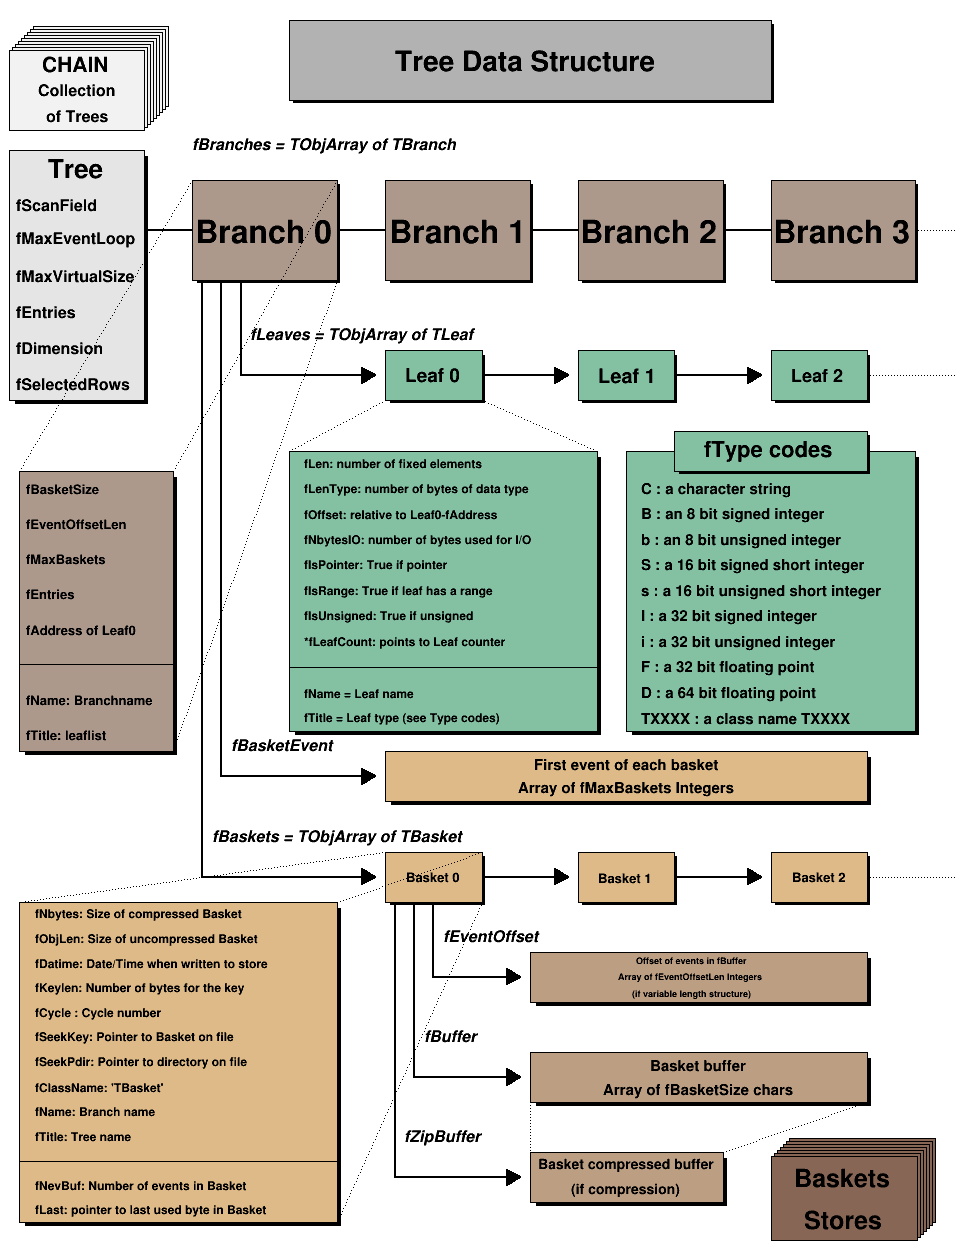 Tree Data Structure
CHAIN
Collection
of Trees
fBranches = TObjArray of TBranch
Tree
fScanField
fMaxEventLoop
fMaxVirtualSize
fEntries
fDimension
fSelectedRows
Branch 0
Branch 1
Branch 2
Branch 3
fLeaves = TObjArray of TLeaf
Leaf 0
Leaf 1
Leaf 2
fBasketSize
fEventOffsetLen
fMaxBaskets
fEntries
fAddress of Leaf0
fName: Branchname
fTitle: leaflist
fLen: number of fixed elements
fLenType: number of bytes of data type
fOffset: relative to Leaf0-fAddress
fNbytesIO: number of bytes used for I/O
fIsPointer: True if pointer
fIsRange: True if leaf has a range
fIsUnsigned: True if unsigned
*fLeafCount: points to Leaf counter
fName = Leaf name
fTitle = Leaf type (see Type codes)
fType codes
C : a character string
B : an 8 bit signed integer
b : an 8 bit unsigned integer
S : a 16 bit signed short integer
s : a 16 bit unsigned short integer
I : a 32 bit signed integer
i : a 32 bit unsigned integer
F : a 32 bit floating point
D : a 64 bit floating point
TXXXX : a class name TXXXX
fBasketEvent
First event of each basket
Array of fMaxBaskets Integers
fBaskets = TObjArray of TBasket
Basket 0
Basket 1
Basket 2
fNbytes: Size of compressed Basket
fObjLen: Size of uncompressed Basket
fDatime: Date/Time when written to store
fKeylen: Number of bytes for the key
fCycle : Cycle number
fSeekKey: Pointer to Basket on file
fSeekPdir: Pointer to directory on file
fClassName: 'TBasket'
fName: Branch name
fTitle: Tree name
fNevBuf: Number of events in Basket
fLast: pointer to last used byte in Basket
fEventOffset
Offset of events in fBuffer
Array of fEventOffsetLen Integers
(if variable length structure)
fBuffer
Basket buffer
Array of fBasketSize chars
fZipBuffer
Basket compressed buffer
(if compression)
Baskets
Stores